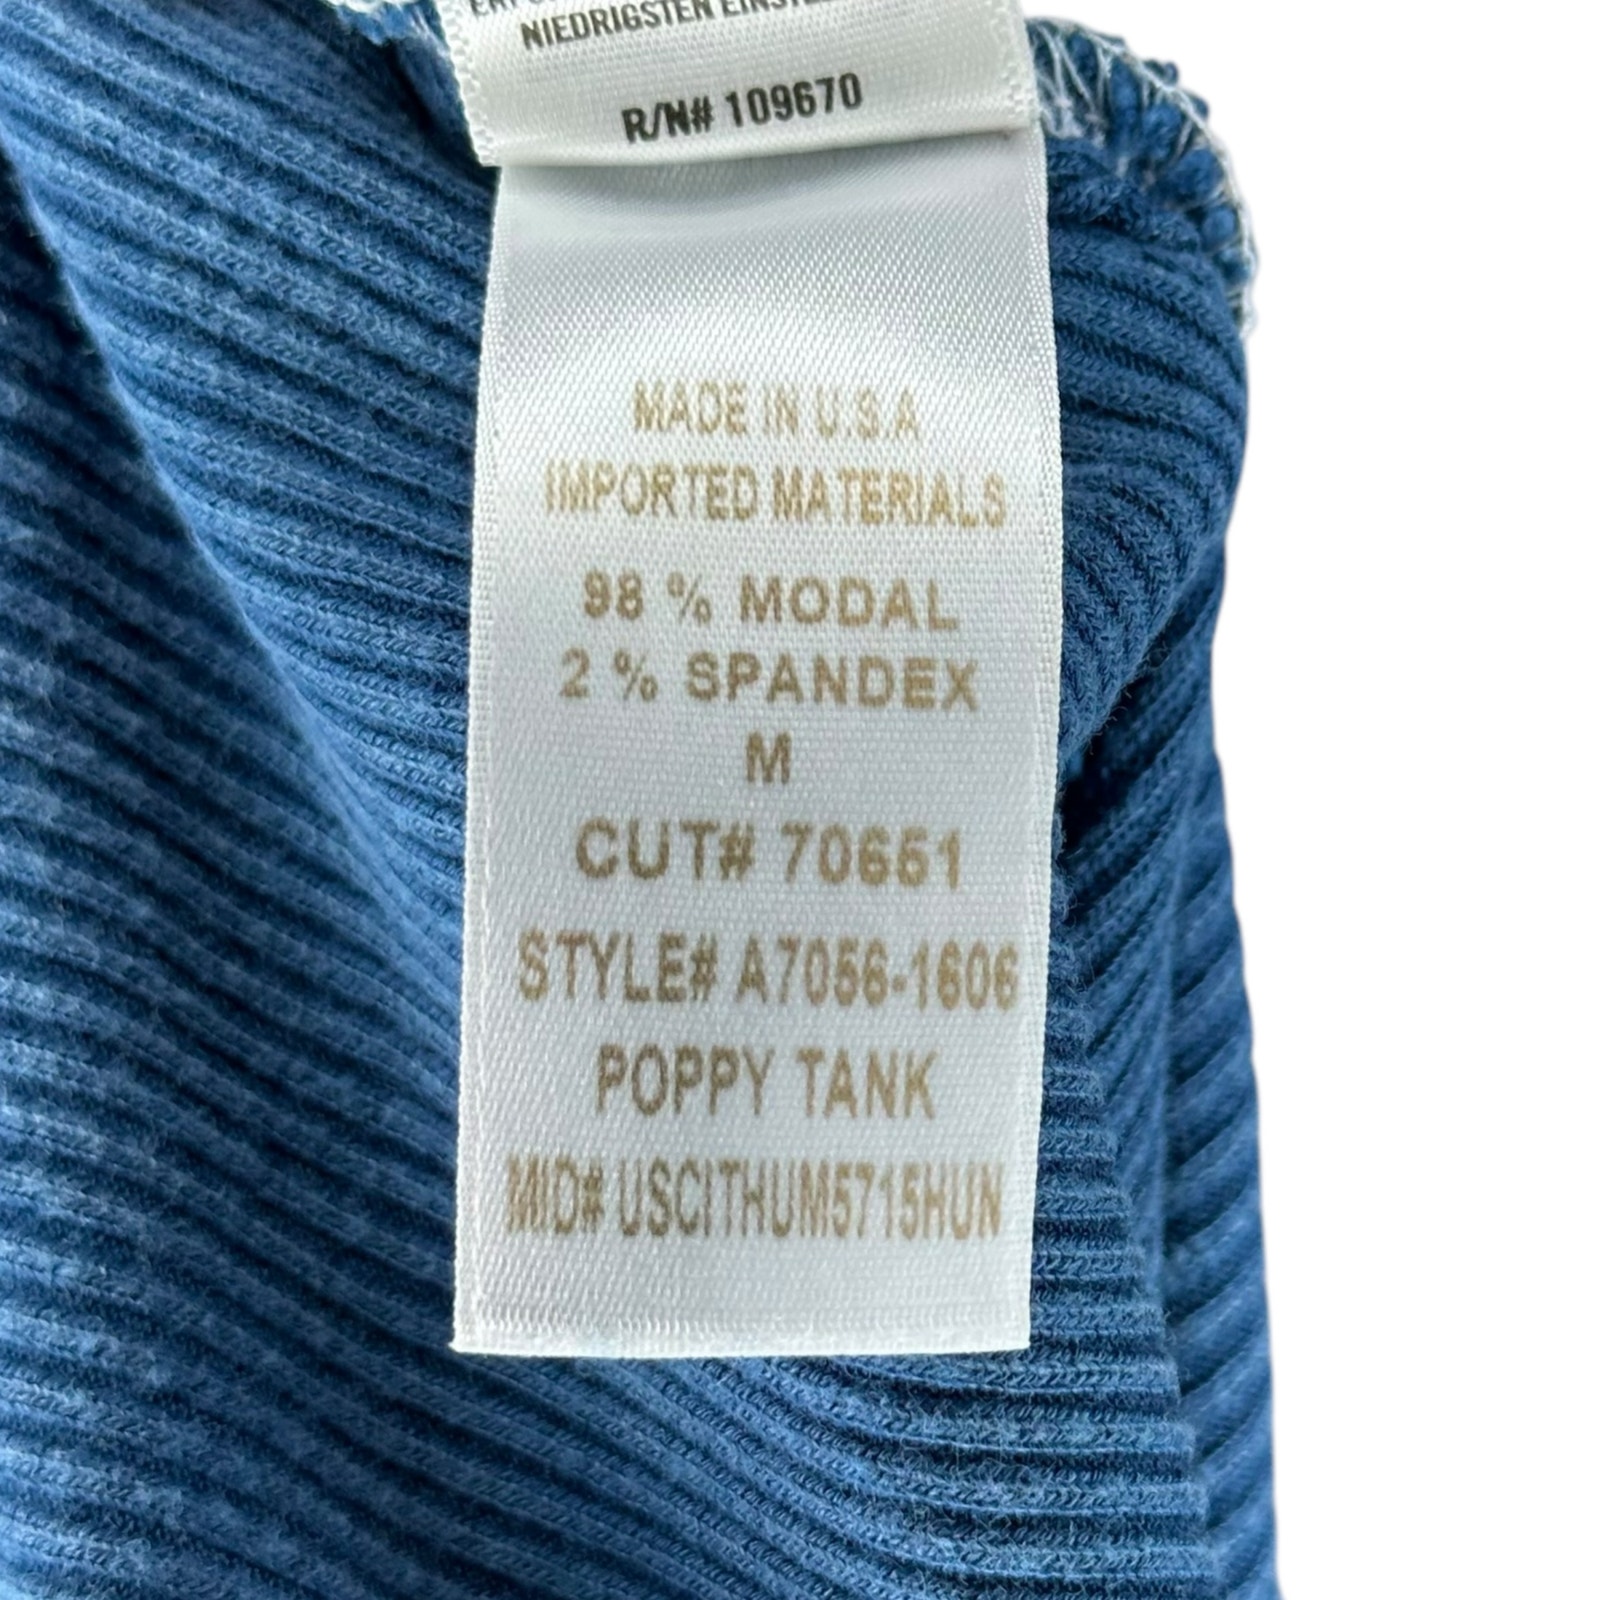 NIEDRIGSTEN
R/N# 109670
MADE IN U.S.A
IMPORTED MATERIALS
98 % MODAL
2 % SPANDEX
M
CUT# 70651
STYLE# A7056-1606
POPPY TANK
MID# USCITHUM5715HUN